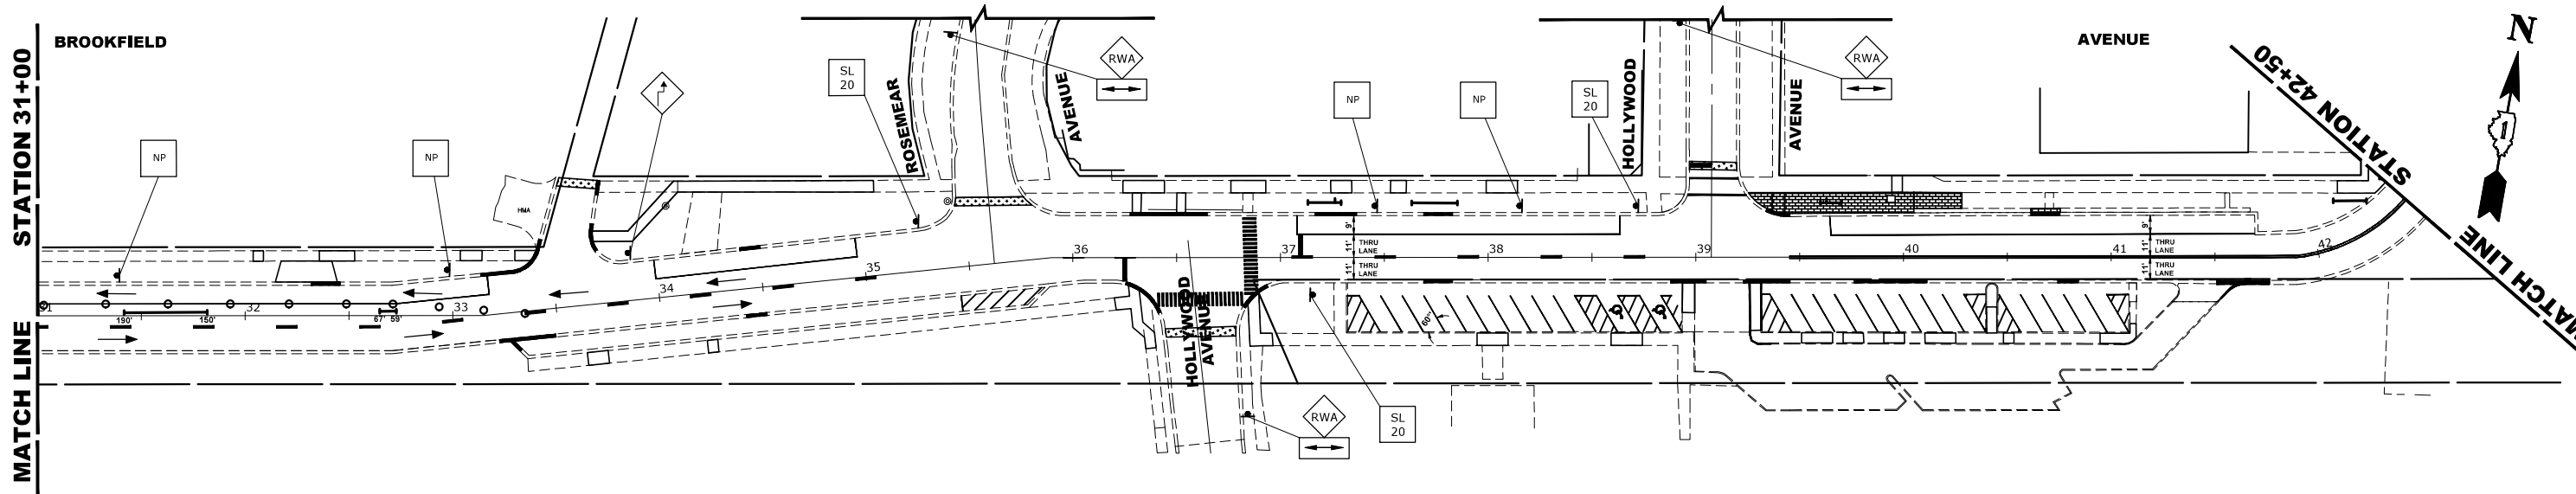 BROOKFIELD
AVENUE
N
MATCH LINE STATION 31+00
MATCH LINE STATION 42+50
RWA
RWA
SL
20
ROSEMEAR
AVENUE
NP
NP
SL
20
HOLLYWOOD
AVENUE
NP
NP
HMA
31
32
33
34
35
36
37
38
39
40
41
42
190'
150'
67'
59'
9'
11'
THRU
LANE
11'
THRU
LANE
9'
11'
THRU
LANE
11'
THRU
LANE
60°
HOLLYWOOD
AVENUE
RWA
SL
20